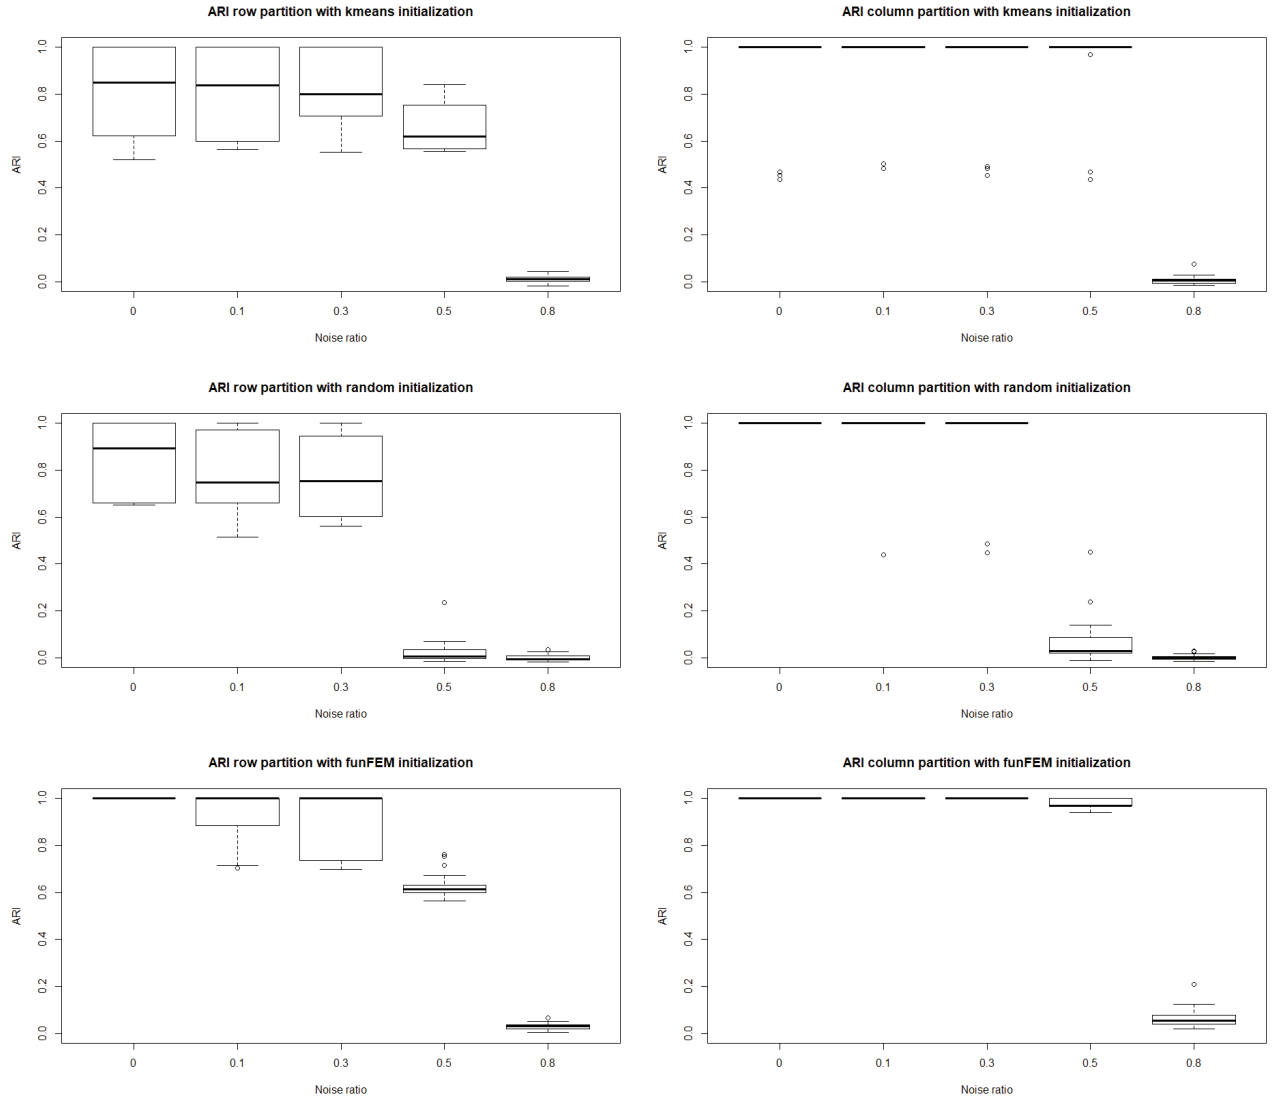 ARI row partition with kmeans initialization
ARI
1.0
0.8
0.6
0.4
0.2
0.0
0 0.1 0.3 0.5 0.8
Noise ratio
ARI column partition with kmeans initialization
ARI
1.0
0.8
0.6
0.4
0.2
0.0
0 0.1 0.3 0.5 0.8
Noise ratio
ARI row partition with random initialization
ARI
1.0
0.8
0.6
0.4
0.2
0.0
0 0.1 0.3 0.5 0.8
Noise ratio
ARI column partition with random initialization
ARI
1.0
0.8
0.6
0.4
0.2
0.0
0 0.1 0.3 0.5 0.8
Noise ratio
ARI row partition with funFEM initialization
ARI
1.0
0.8
0.6
0.4
0.2
0.0
0 0.1 0.3 0.5 0.8
Noise ratio
ARI column partition with funFEM initialization
ARI
1.0
0.8
0.6
0.4
0.2
0.0
0 0.1 0.3 0.5 0.8
Noise ratio